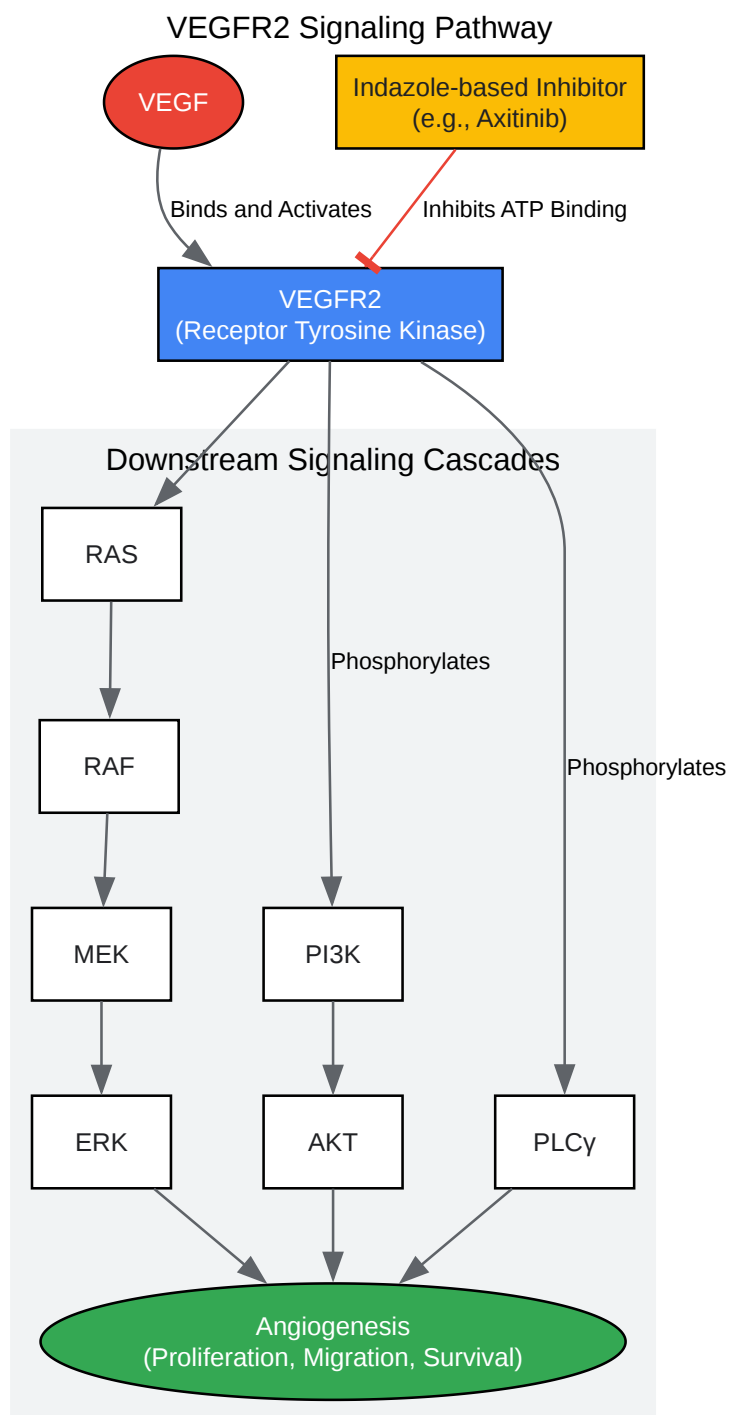 VEGFR2 Signaling Pathway
VEGF
Indazole-based Inhibitor
(e.g., Axitinib)
Binds and Activates
Inhibits ATP Binding
VEGFR2
(Receptor Tyrosine Kinase)
Downstream Signaling Cascades
RAS
Phosphorylates
RAF
Phosphorylates
MEK
PI3K
ERK
AKT
PLCγ
Angiogenesis
(Proliferation, Migration, Survival)